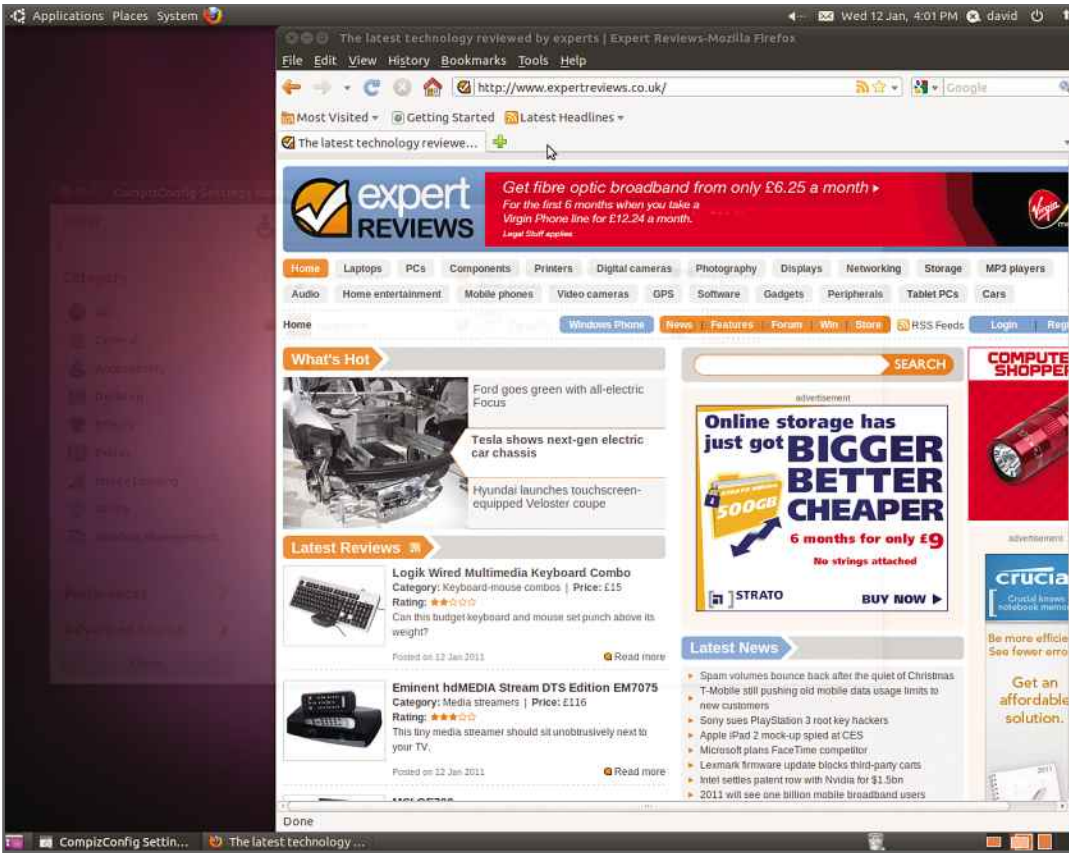 Applications Places System
Wed 12 Jan, 4:01 PM david
The latest technology reviewed by experts | Expert Reviews-Mozilla Firefox
File Edit View History Bookmarks Tools Help
http://www.expertreviews.co.uk/
Google
Most Visited Getting Started Latest Headlines
The latest technology reviewe...
CompizConfig Settings
expert
REVIEWS
Get fibre optic broadband from only £6.25 a month
For the first 6 months when you take a
Virgin Phone line for £12.24 a month.
Legal Stuff applies
Virgin
Home Laptops PCs Components Printers Digital cameras Photography Displays Networking Storage MP3 players
Audio Home entertainment Mobile phones Video cameras GPS Software Gadgets Peripherals Tablet PCs Cars
Home
Windows Phone News Features Forum Win Store RSS Feeds Login Regi
Category
What's Hot
Ford goes green with all-electric
Focus
Tesla shows next-gen electric
car chassis
Hyundai launches touchscreen-
equipped Veloster coupe
SEARCH
advertisement
Online storage has
just got BIGGER
BETTER
CHEAPER
500GB
6 months for only £9
No strings attached
STRATO BUY NOW
COMPUTE
SHOPPER
advertisement
crucia
Crucial knows
notebook memor
Be more efficie
See fewer erro
Get an
affordable
solution.
2011
Latest Reviews
Logik Wired Multimedia Keyboard Combo
Category: Keyboard-mouse combos | Price: £15
Rating:
Can this budget keyboard and mouse set punch above its
weight?
Posted on 12 Jan 2011 Read more
Eminent hdMEDIA Stream DTS Edition EM7075
Category: Media streamers | Price: £116
Rating:
This tiny media streamer should sit unobtrusively next to
your TV.
Posted on 12 Jan 2011 Read more
Latest News
Spam volumes bounce back after the quiet of Christmas
T-Mobile still pushing old mobile data usage limits to
new customers
Sony sues PlayStation 3 root key hackers
Apple iPad 2 mock-up spied at CES
Microsoft plans FaceTime competitor
Lexmark firmware update blocks third-party carts
Intel settles patent row with Nvidia for $1.5bn
2011 will see one billion mobile broadband users
Done
CompizConfig Settin... The latest technology ...